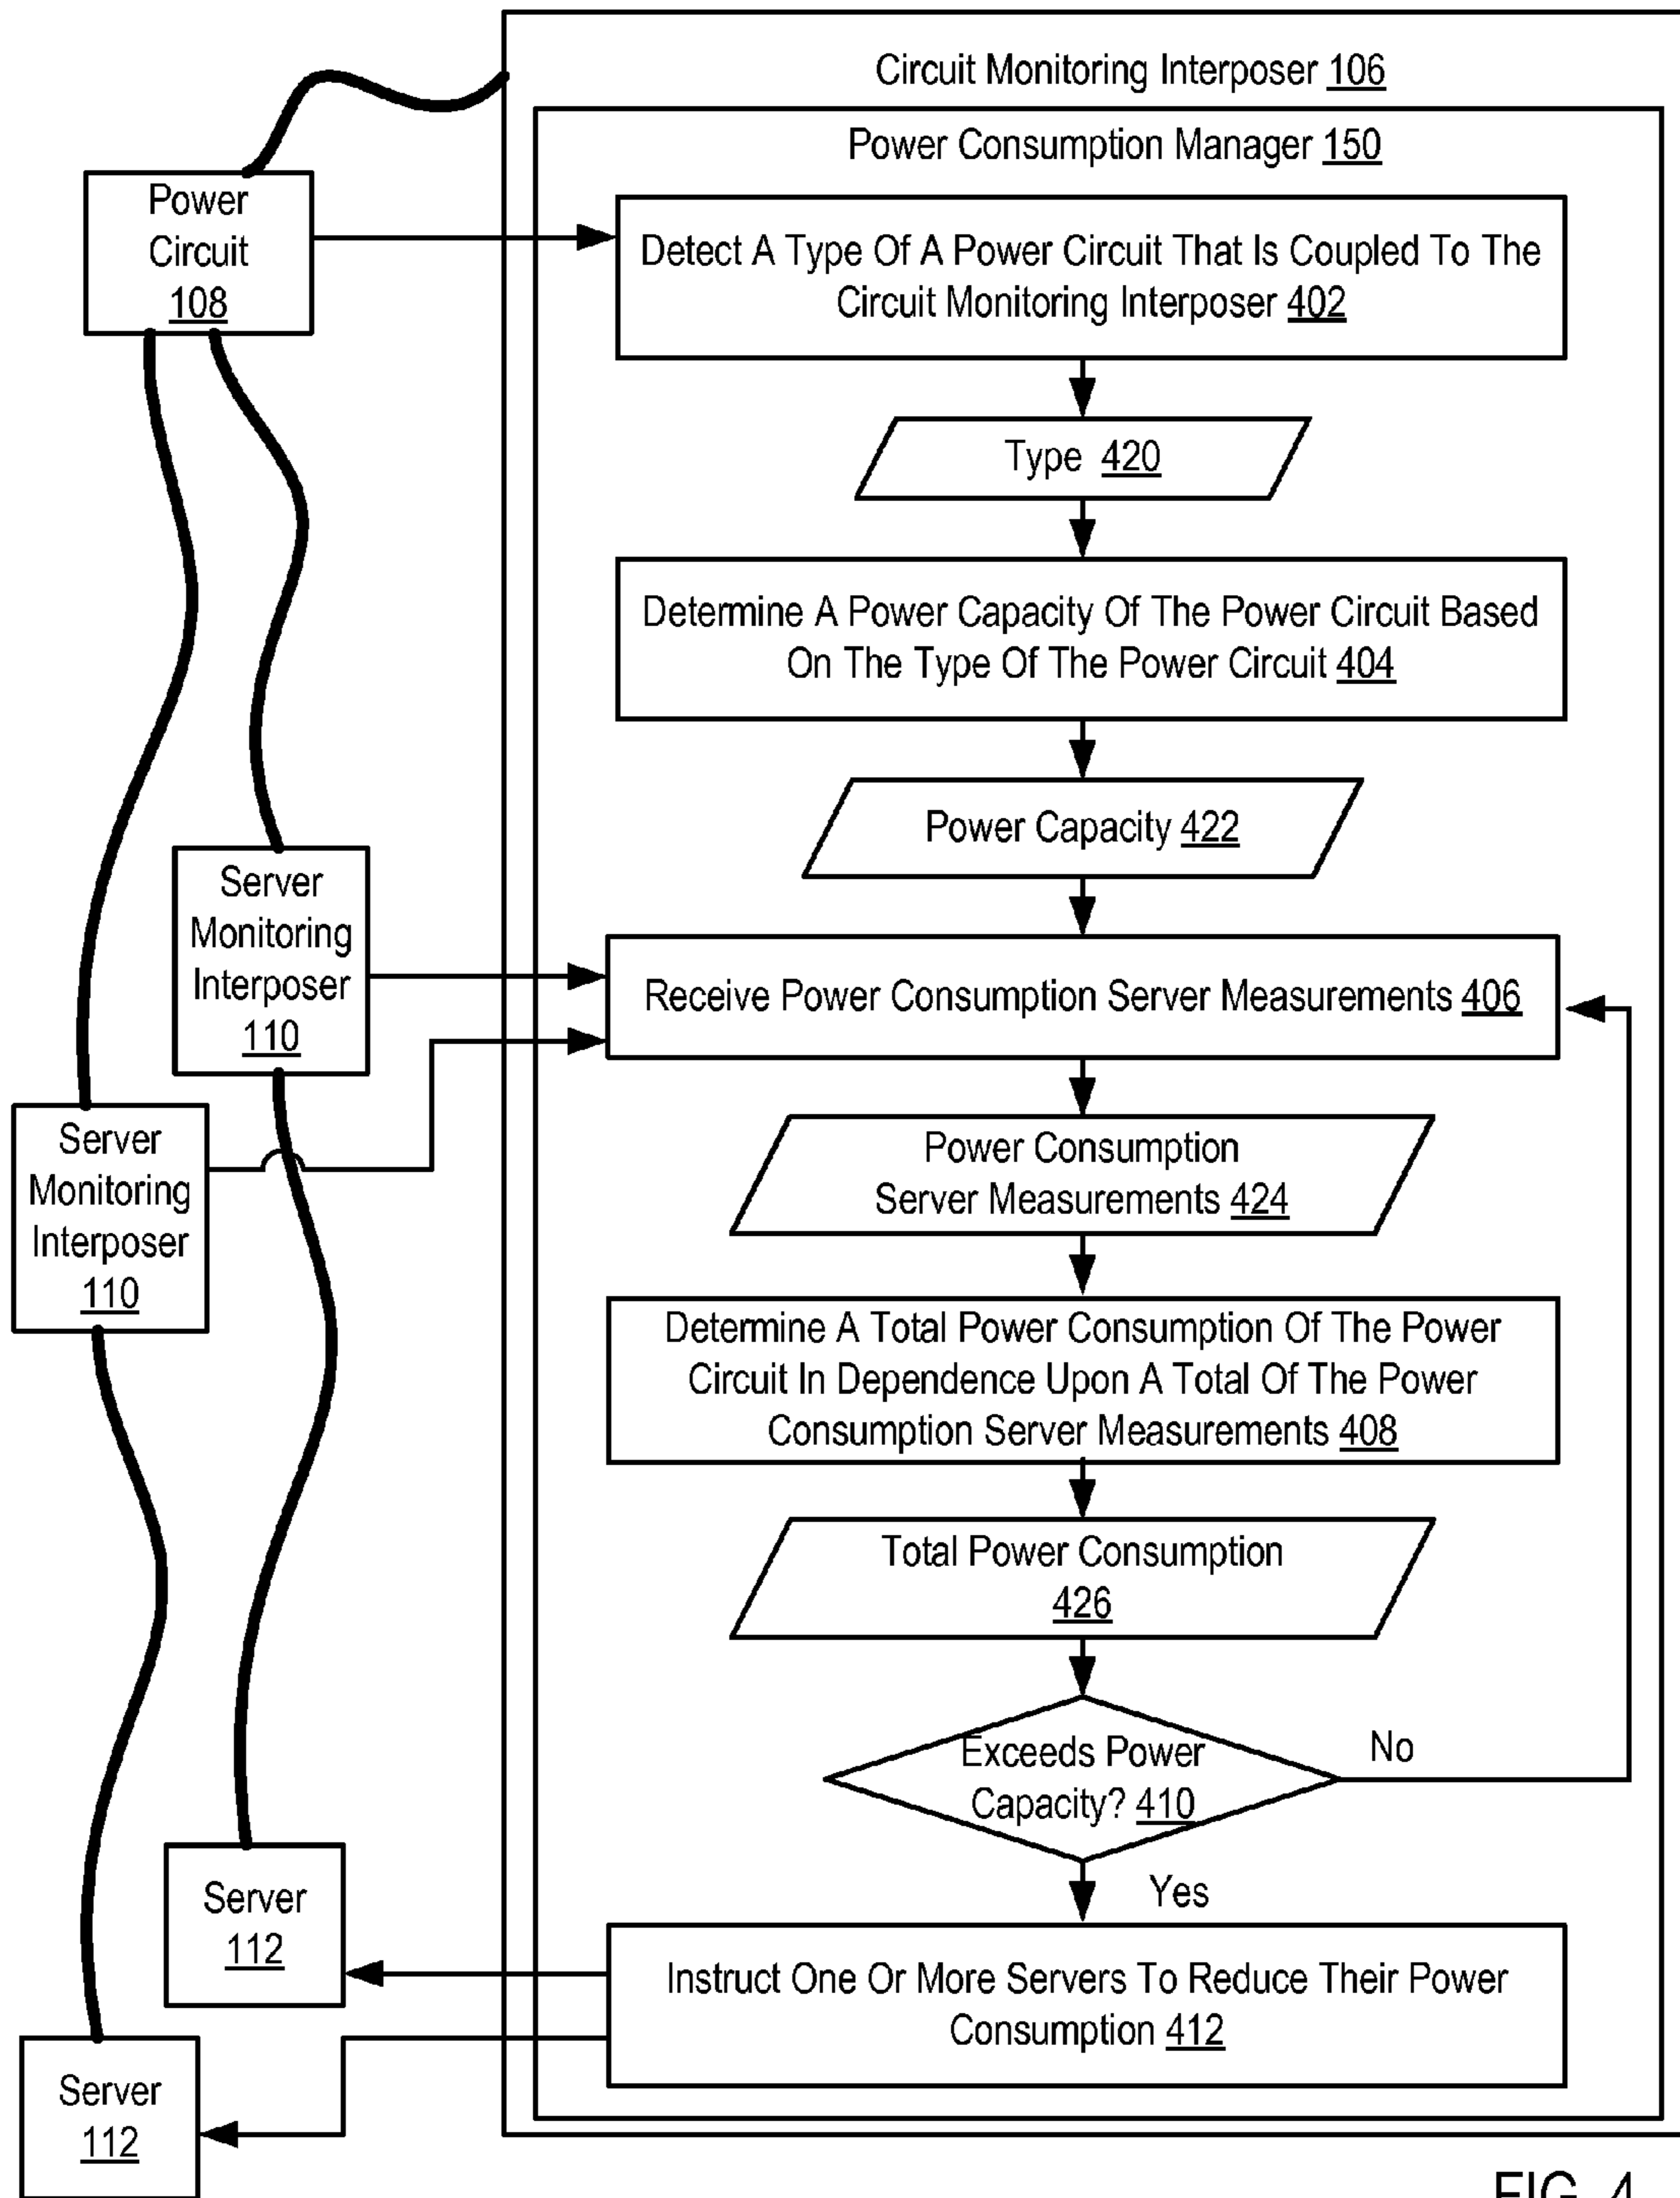 Circuit Monitoring Interposer 106
Power Consumption Manager 150
Power
Circuit
108
Detect A Type Of A Power Circuit That Is Coupled To The
Circuit Monitoring Interposer 402
Type 420
Determine A Power Capacity Of The Power Circuit Based
On The Type Of The Power Circuit 404
Power Capacity 422
Server
Monitoring
Interposer
110
Receive Power Consumption Server Measurements 406
Server
Monitoring
Interposer
110
Power Consumption
Server Measurements 424
Determine A Total Power Consumption Of The Power
Circuit In Dependence Upon A Total Of The Power
Consumption Server Measurements 408
Total Power Consumption
426
Exceeds Power
Capacity? 410
No
Yes
Server
112
Instruct One Or More Servers To Reduce Their Power
Consumption 412
Server
112
FIG. 4